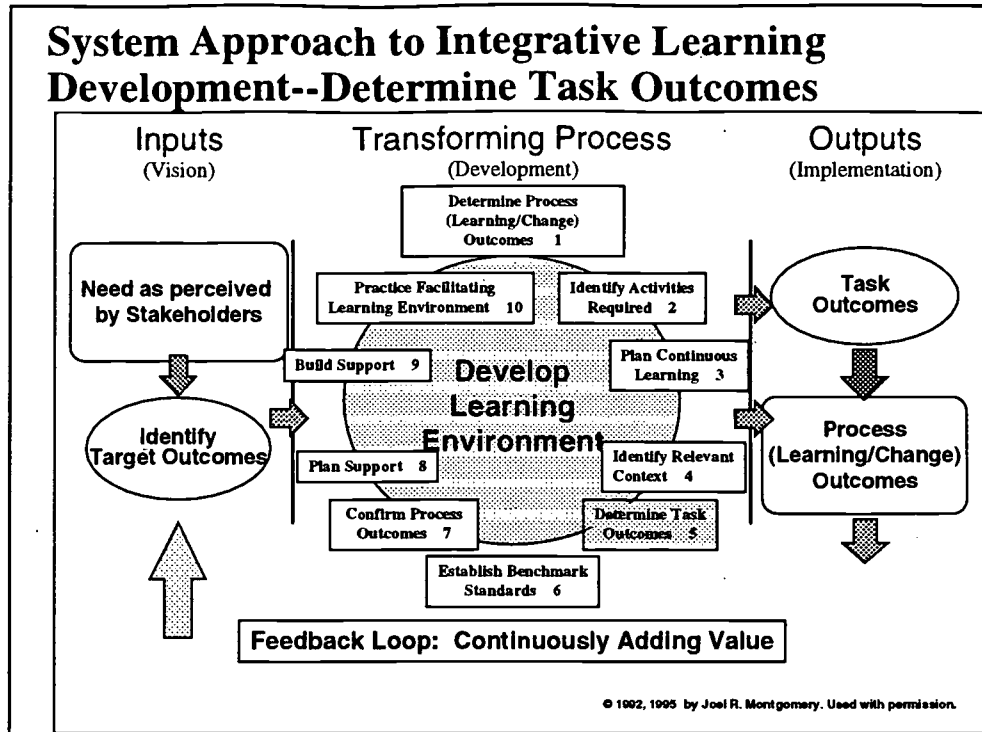 System Approach to Integrative Learning
Development--Determine Task Outcomes
Inputs
(Vision)
Transforming Process
(Development)
Outputs
(Implementation)
Need as perceived
by Stakeholders
Identify
Target Outcomes
Determine Process
(Learning/Change)
Outcomes 1
Identify Activities
Required 2
Plan Continuous
Learning 3
Identify Relevant
Context 4
Determine Task
Outcomes 5
Establish Benchmark
Standards 6
Confirm Process
Outcomes 7
Plan Support 8
Build Support 9
Practice Facilitating
Learning Environment 10
Develop
Learning
Environment
Task
Outcomes
Process
(Learning/Change)
Outcomes
Feedback Loop: Continuously Adding Value
© 1992, 1995 by Joel R. Montgomery. Used with permission.